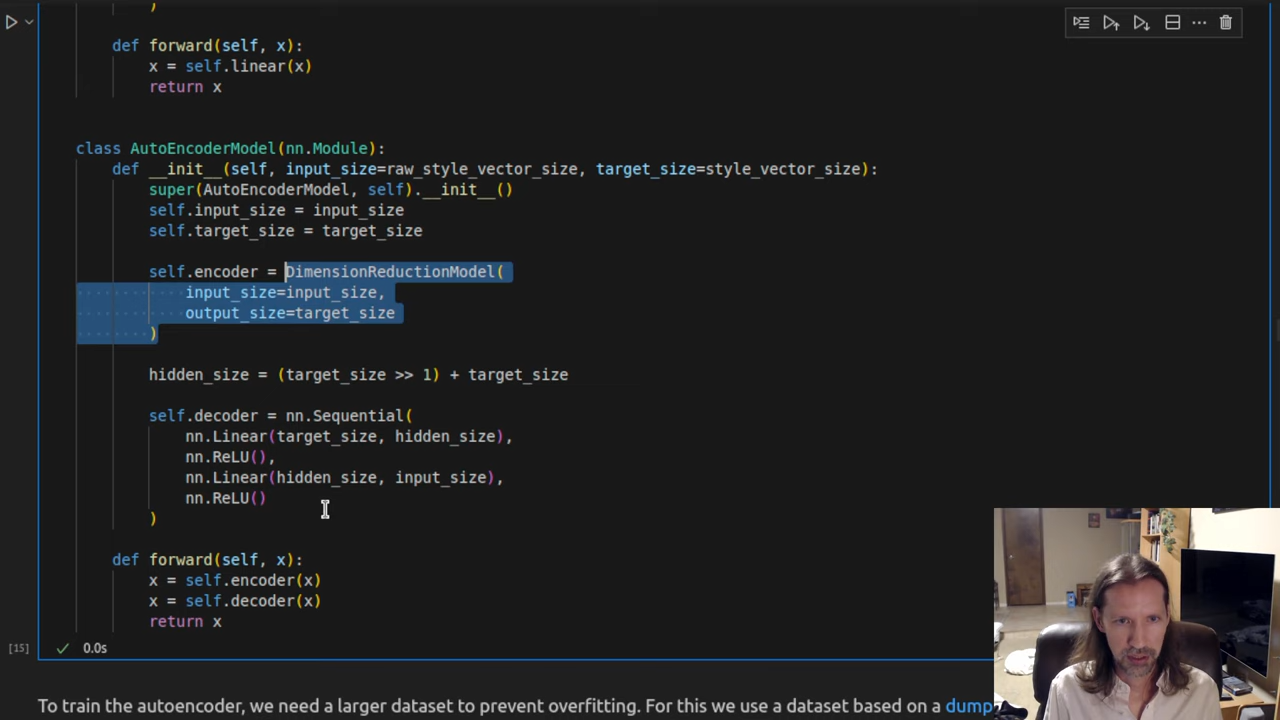 )
def forward(self, x):
x = self.linear(x)
return x
class AutoEncoderModel(nn.Module):
def __init__(self, input_size=raw_style_vector_size, target_size=style_vector_size):
super(AutoEncoderModel, self).__init__()
self.input_size = input_size
self.target_size = target_size
self.encoder = DimensionReductionModel(
input_size=input_size,
output_size=target_size
)
hidden_size = (target_size >> 1) + target_size
self.decoder = nn.Sequential(
nn.Linear(target_size, hidden_size),
nn.ReLU(),
nn.Linear(hidden_size, input_size),
nn.ReLU()
)
def forward(self, x):
x = self.encoder(x)
x = self.decoder(x)
return x
[15] ✓ 0.0s
To train the autoencoder, we need a larger dataset to prevent overfitting. For this we use a dataset based on a dump